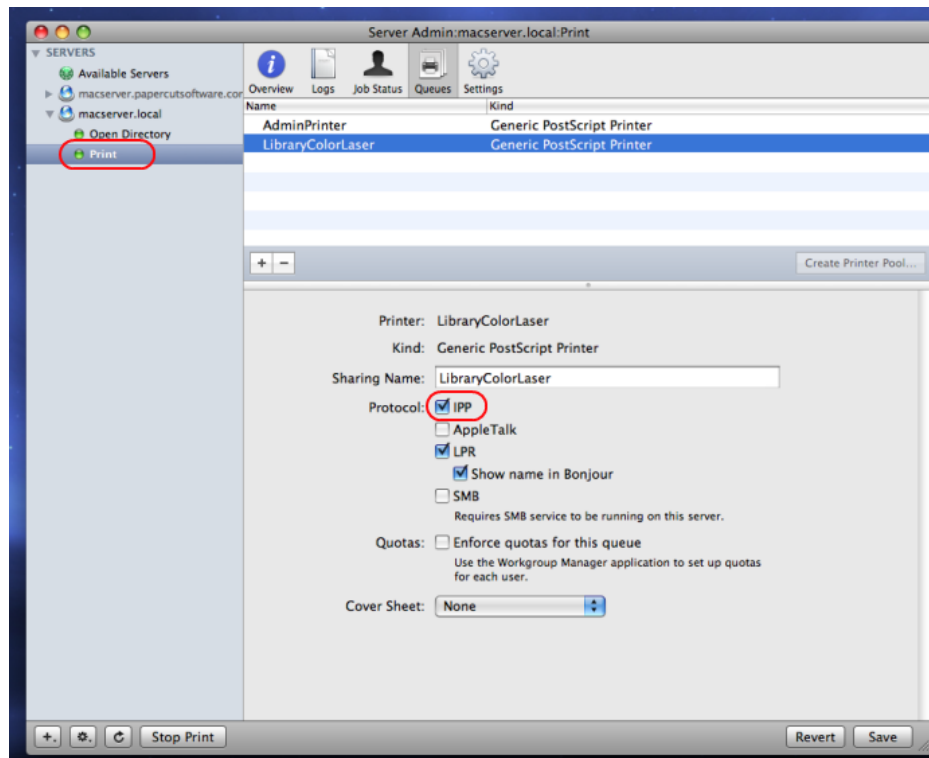 Server Admin:macserver.local:Print
SERVERS
Available Servers
macserver.papercutsoftware.cor
macserver.local
Open Directory
Print
Overview Logs Job Status Queues Settings
Name Kind
AdminPrinter Generic PostScript Printer
LibraryColorLaser Generic PostScript Printer
+ −
Create Printer Pool...
Printer: LibraryColorLaser
Kind: Generic PostScript Printer
Sharing Name: LibraryColorLaser
Protocol: IPP
AppleTalk
LPR
Show name in Bonjour
SMB
Requires SMB service to be running on this server.
Quotas: Enforce quotas for this queue
Use the Workgroup Manager application to set up quotas
for each user.
Cover Sheet: None
Stop Print Revert Save